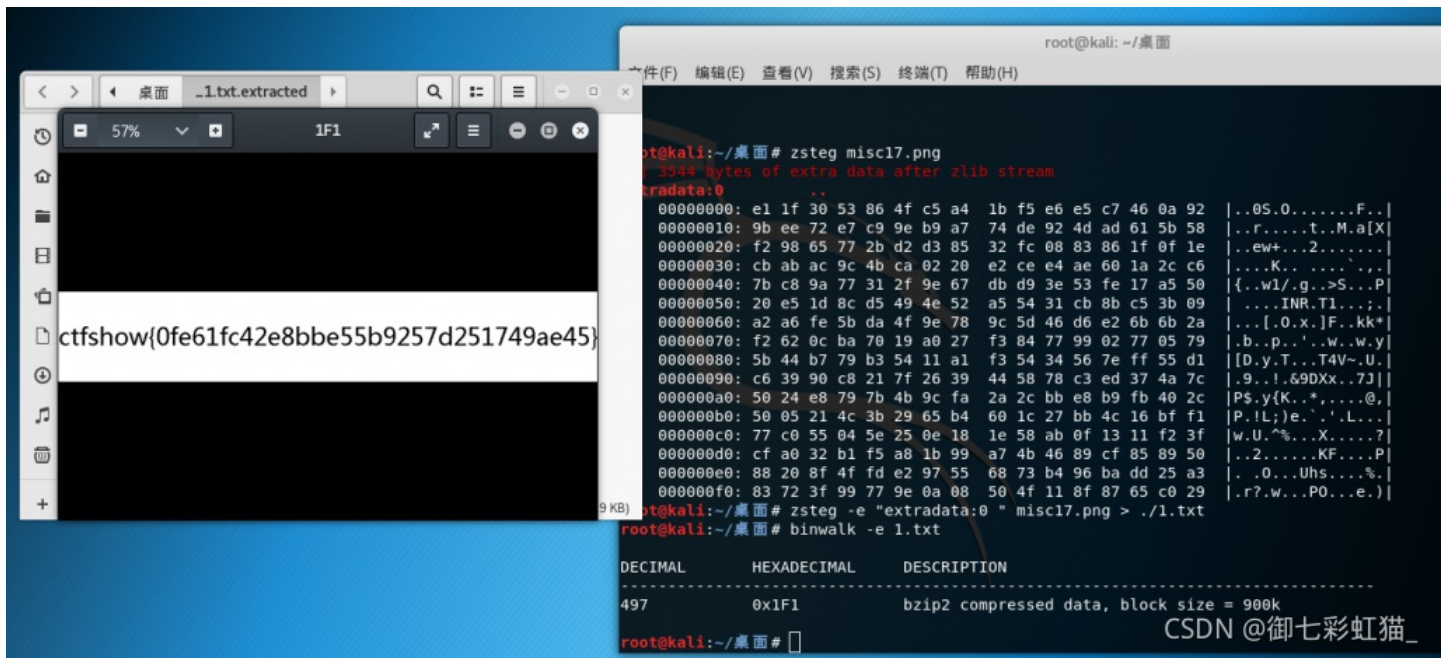 root@kali: ~/桌面
文件(F) 编辑(E) 查看(V) 搜索(S) 终端(T) 帮助(H)
桌面 _1.txt.extracted
57% 1F1
ctfshow{0fe61fc42e8bbe55b9257d251749ae45}
9 KB)
ot@kali:~/桌面# zsteg misc17.png
3544 bytes of extra data after zlib stream
tradata:0 ..
00000000: e1 1f 30 53 86 4f c5 a4 1b f5 e6 e5 c7 46 0a 92 |..0S.O.......F..|
00000010: 9b ee 72 e7 c9 9e b9 a7 74 de 92 4d ad 61 5b 58 |..r.....t..M.a[X|
00000020: f2 98 65 77 2b d2 d3 85 32 fc 08 83 86 1f 0f 1e |..ew+...2.......|
00000030: cb ab ac 9c 4b ca 02 20 e2 ce e4 ae 60 1a 2c c6 |....K.. ....`.,.|
00000040: 7b c8 9a 77 31 2f 9e 67 db d9 3e 53 fe 17 a5 50 |{..w1/.g..>S...P|
00000050: 20 e5 1d 8c d5 49 4e 52 a5 54 31 cb 8b c5 3b 09 | ....INR.T1...;.|
00000060: a2 a6 fe 5b da 4f 9e 78 9c 5d 46 d6 e2 6b 6b 2a |...[.O.x.]F..kk*|
00000070: f2 62 0c ba 70 19 a0 27 f3 84 77 99 02 77 05 79 |.b..p..'..w..w.y|
00000080: 5b 44 b7 79 b3 54 11 a1 f3 54 34 56 7e ff 55 d1 |[D.y.T...T4V~.U.|
00000090: c6 39 90 c8 21 7f 26 39 44 58 78 c3 ed 37 4a 7c |.9..!.&9DXx..7J||
000000a0: 50 24 e8 79 7b 4b 9c fa 2a 2c bb e8 b9 fb 40 2c |P$.y{K..*,....@,|
000000b0: 50 05 21 4c 3b 29 65 b4 60 1c 27 bb 4c 16 bf f1 |P.!L;)e.`.'.L...|
000000c0: 77 c0 55 04 5e 25 0e 18 1e 58 ab 0f 13 11 f2 3f |w.U.^%...X.....?|
000000d0: cf a0 32 b1 f5 a8 1b 99 a7 4b 46 89 cf 85 89 50 |..2......KF....P|
000000e0: 88 20 8f 4f fd e2 97 55 68 73 b4 96 ba dd 25 a3 |. .O...Uhs....%.|
000000f0: 83 72 3f 99 77 9e 0a 08 50 4f 11 8f 87 65 c0 29 |.r?.w...PO...e.)|
ot@kali:~/桌面# zsteg -e "extradata:0 " misc17.png > ./1.txt
root@kali:~/桌面# binwalk -e 1.txt
DECIMAL HEXADECIMAL DESCRIPTION
--------------------------------------------------------------------------------
497 0x1F1 bzip2 compressed data, block size = 900k
root@kali:~/桌面#
CSDN @御七彩虹猫_